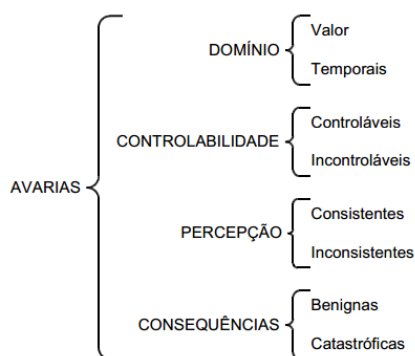 Valor
DOMÍNIO
Temporais
Controláveis
CONTROLABILIDADE
Incontroláveis
AVARIAS
Consistentes
PERCEPÇÃO
Inconsistentes
Benignas
CONSEQUÊNCIAS
Catastróficas